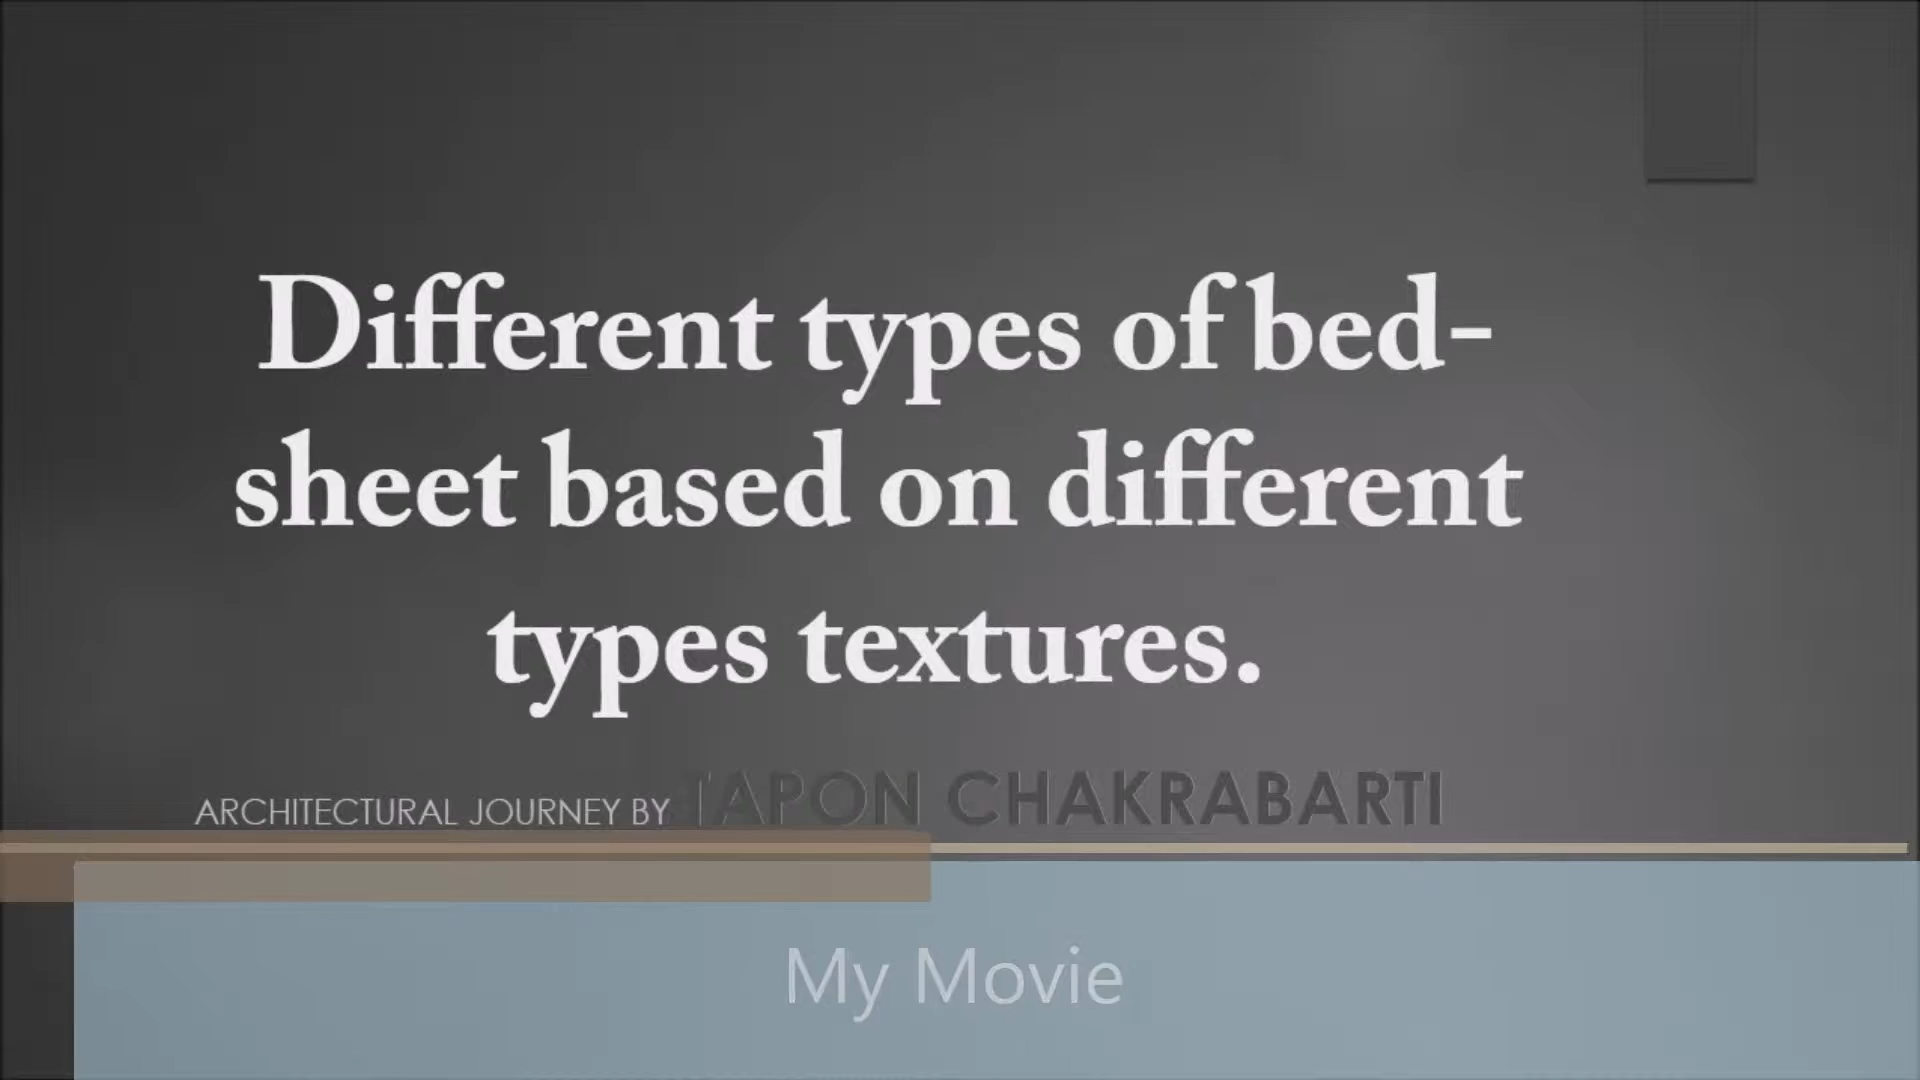 Different types of bed-
sheet based on different
types textures.
ARCHITECTURAL JOURNEY BY TAPON CHAKRABARTI
My Movie